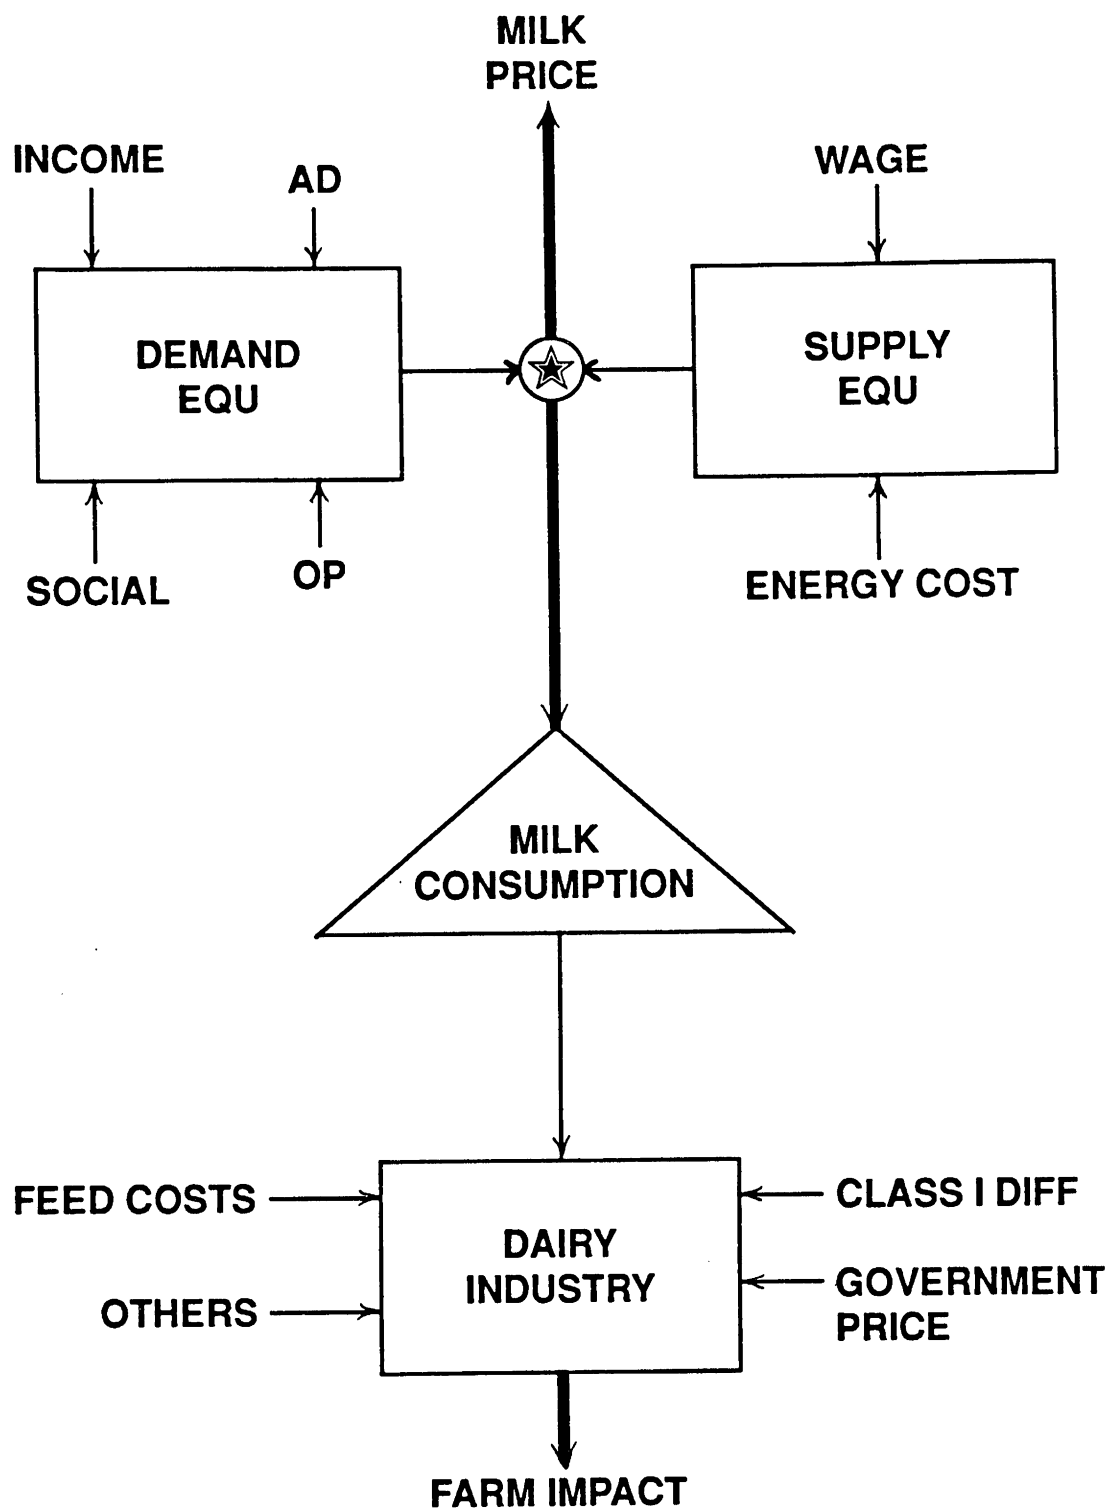 MILK
PRICE
INCOME
AD
WAGE
DEMAND
EQU
SUPPLY
EQU
SOCIAL
OP
ENERGY COST
MILK
CONSUMPTION
FEED COSTS
OTHERS
DAIRY
INDUSTRY
CLASS I DIFF
GOVERNMENT
PRICE
FARM IMPACT